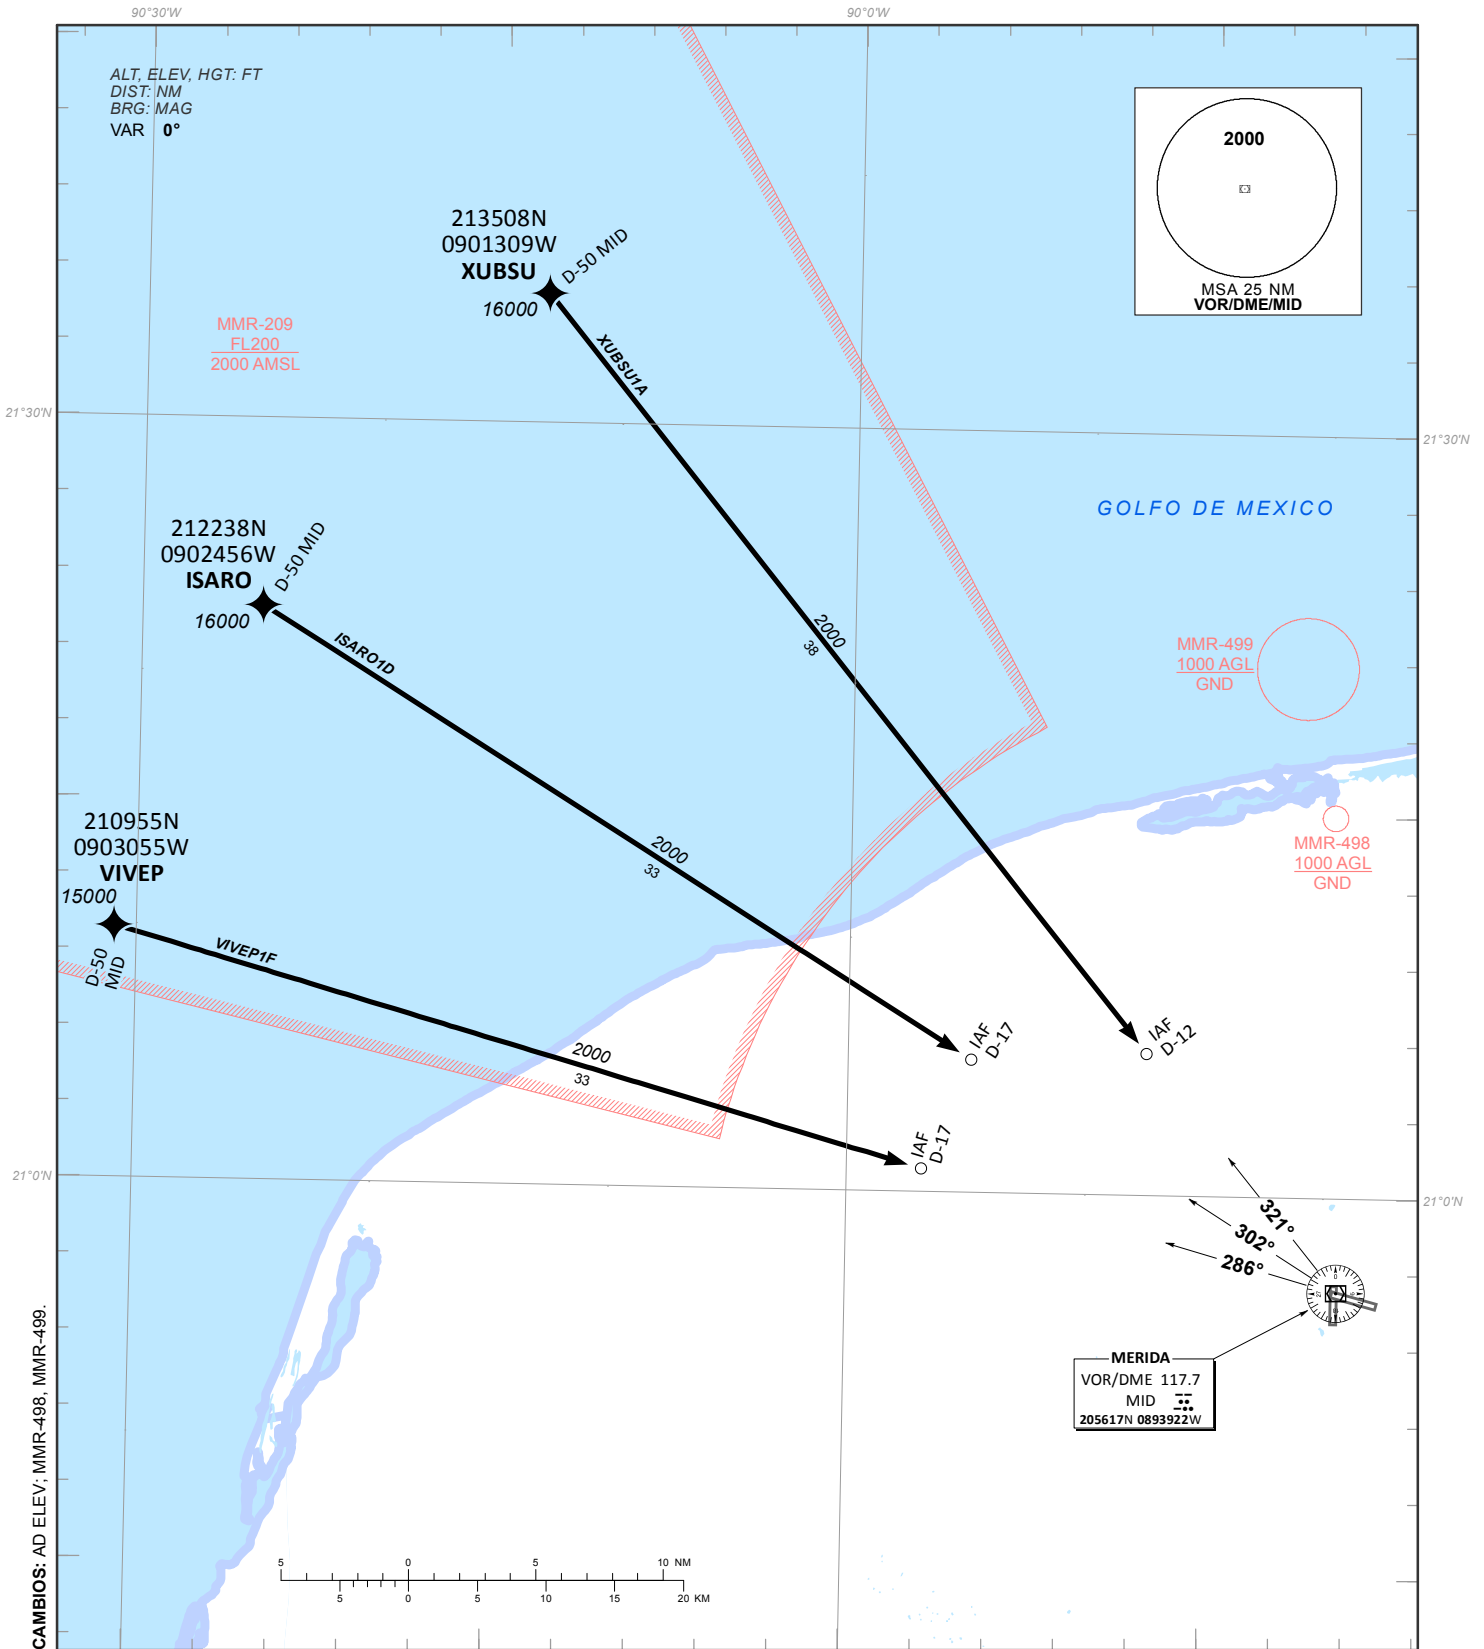 90°30'W
90°0'W
ALT, ELEV, HGT: FT
DIST: NM
BRG: MAG
VAR 0°
2000
MSA 25 NM
VOR/DME/MID
213508N
0901309W
XUBSU
D-50 MID
16000
XUBSU1A
MMR-209
FL200
2000 AMSL
21°30'N
21°30'N
GOLFO DE MEXICO
212238N
0902456W
ISARO
D-50 MID
16000
ISARO1D
2000
38
MMR-499
1000 AGL
GND
210955N
0903055W
VIVEP
15000
D-50
MID
VIVEP1F
2000
33
MMR-498
1000 AGL
GND
2000
33
IAF
D-17
IAF
D-12
IAF
D-17
21°0'N
21°0'N
321°
302°
286°
MERIDA
VOR/DME 117.7
MID
205617N 0893922W
CAMBIOS: AD ELEV; MMR-498, MMR-499.
5 0 5 10 NM
5 0 5 10 15 20 KM